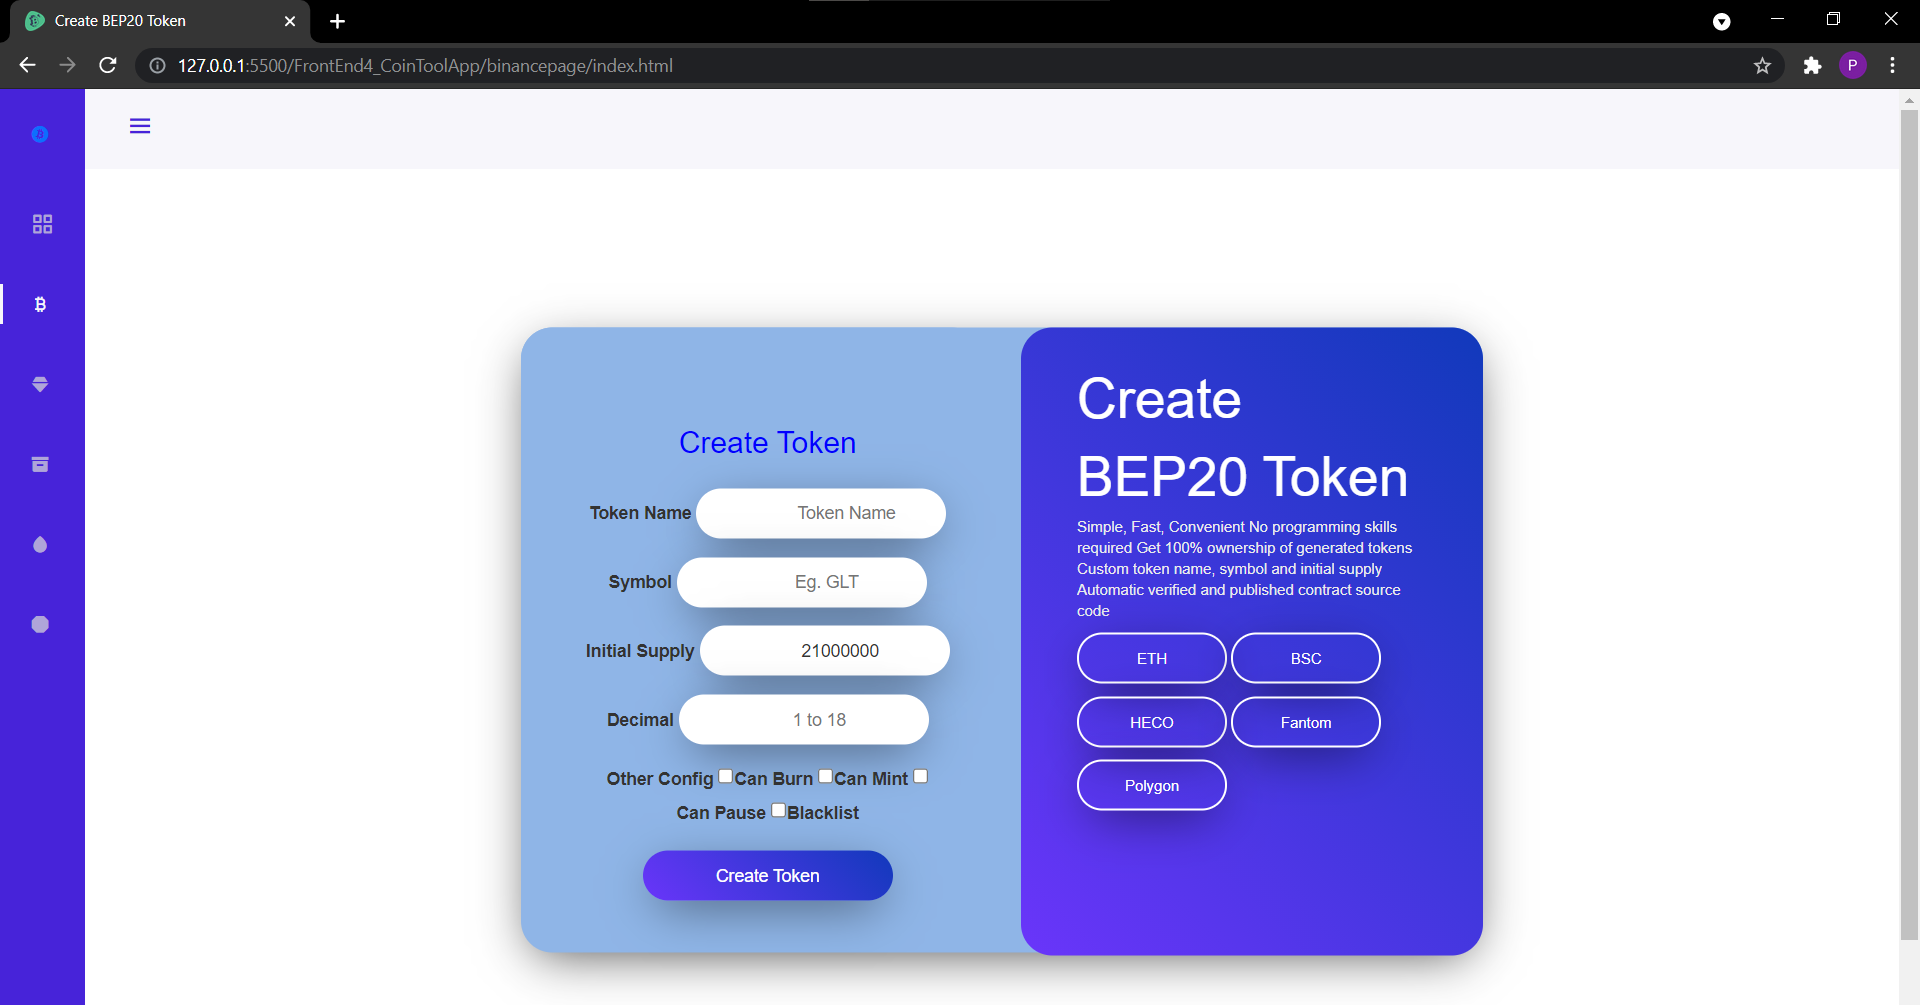 Create BEP20 Token
127.0.0.1:5500/FrontEnd4_CoinToolApp/binancepage/index.html
P
Create Token
Token Name Token Name
Symbol Eg. GLT
Initial Supply 21000000
Decimal 1 to 18
Other Config Can Burn Can Mint
Can Pause Blacklist
Create Token
Create
BEP20 Token
Simple, Fast, Convenient No programming skills
required Get 100% ownership of generated tokens
Custom token name, symbol and initial supply
Automatic verified and published contract source
code
ETH BSC
HECO Fantom
Polygon